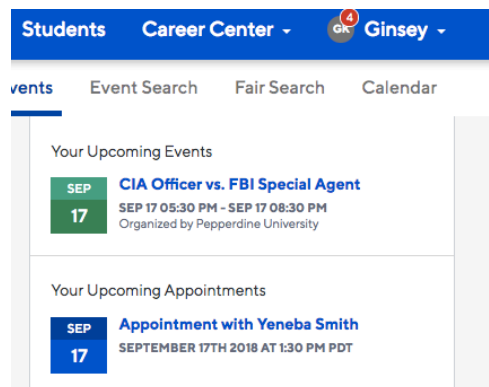 Students Career Center GK 4 Ginsey
vents Event Search Fair Search Calendar
Your Upcoming Events
SEP 17
CIA Officer vs. FBI Special Agent
SEP 17 05:30 PM - SEP 17 08:30 PM
Organized by Pepperdine University
Your Upcoming Appointments
SEP 17
Appointment with Yeneba Smith
SEPTEMBER 17TH 2018 AT 1:30 PM PDT